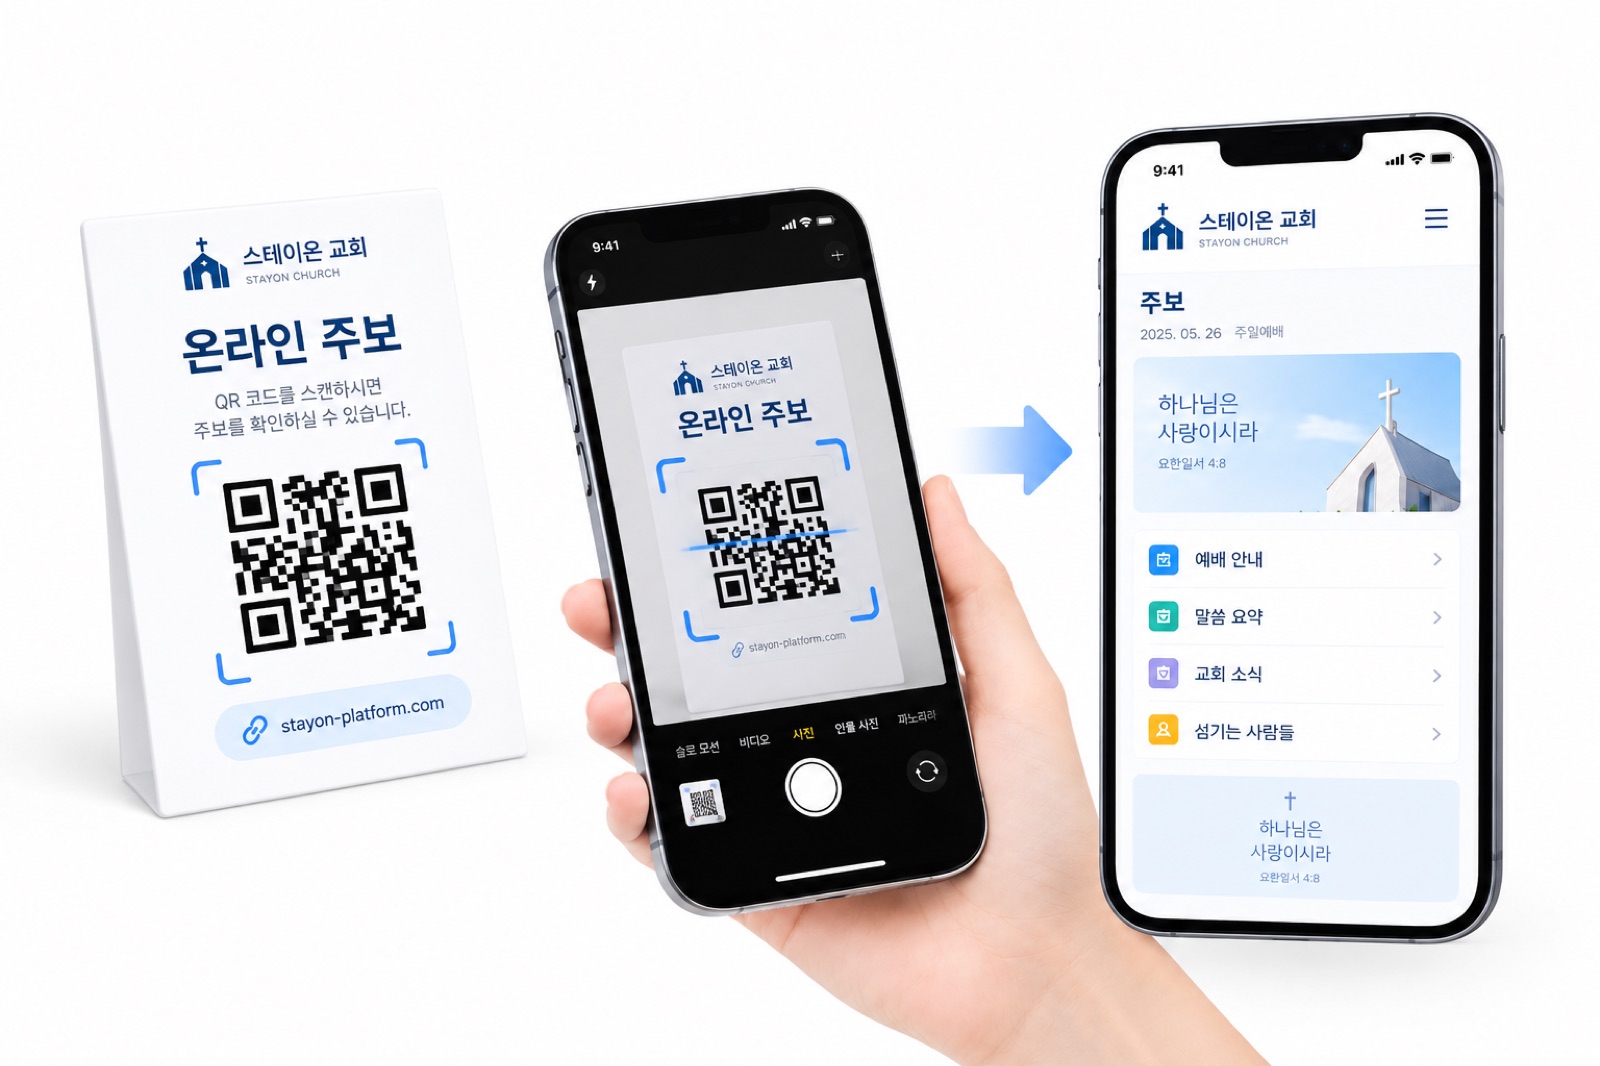 스테이온 교회
STAYON CHURCH
온라인 주보
QR 코드를 스캔하시면
주보를 확인하실 수 있습니다.
stayon-platform.com
9:41
스테이온 교회
STAYON CHURCH
온라인 주보
stayon-platform.com
슬로 모션 비디오 사진 인물 사진 파노라마
9:41
스테이온 교회
STAYON CHURCH
주보
2025. 05. 26 주일예배
하나님은
사랑이시라
요한일서 4:8
예배 안내
말씀 요약
교회 소식
섬기는 사람들
하나님은
사랑이시라
요한일서 4:8